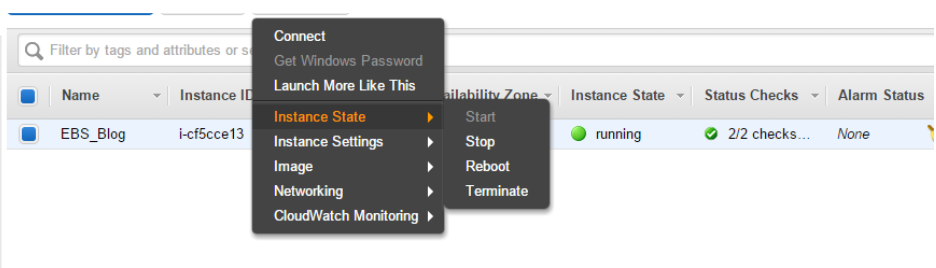 Connect
Get Windows Password
Launch More Like This
Instance State
Instance Settings
Image
Networking
CloudWatch Monitoring
Start
Stop
Reboot
Terminate
Filter by tags and attributes or
Name Instance ID Zone Instance State Status Checks Alarm Status
EBS_Blog i-cf5cce13 running 2/2 checks... None